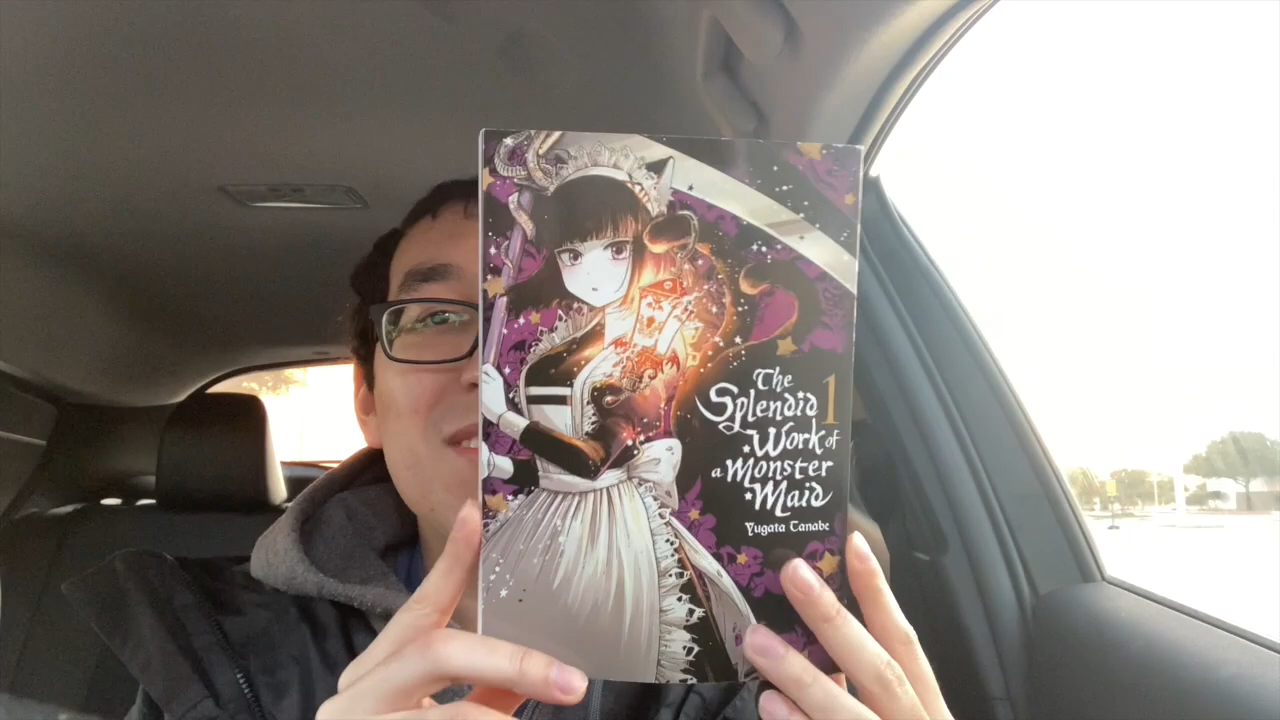 The
Splendid 1
Work of
a Monster
Maid
Yugata Tanabe